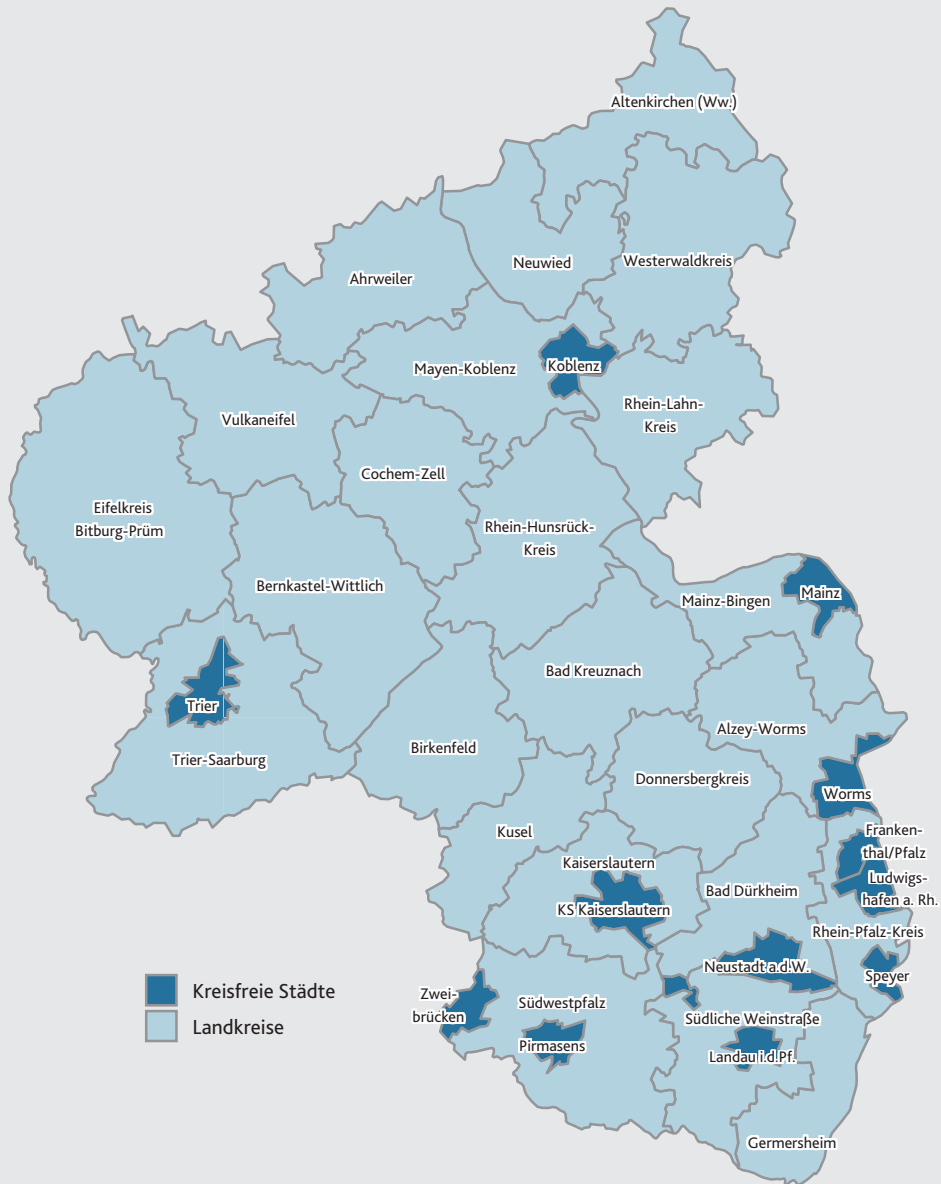 Altenkirchen (Ww.)
Neuwied
Westerwaldkreis
Ahrweiler
Mayen-Koblenz
Koblenz
Rhein-Lahn-
Kreis
Vulkaneifel
Cochem-Zell
Eifelkreis
Bitburg-Prüm
Rhein-Hunsrück-
Kreis
Bernkastel-Wittlich
Mainz-Bingen
Mainz
Bad Kreuznach
Trier
Trier-Saarburg
Birkenfeld
Alzey-Worms
Donnersbergkreis
Worms
Kusel
Franken-
thal/Pfalz
Kaiserslautern
Ludwigs-
hafen a. Rh.
KS Kaiserslautern
Bad Dürkheim
Rhein-Pfalz-Kreis
Neustadt a.d.W.
Speyer
Zwei-
brücken
Südwestpfalz
Pirmasens
Südliche Weinstraße
Landau i.d.Pf.
Germersheim
Kreisfreie Städte
Landkreise